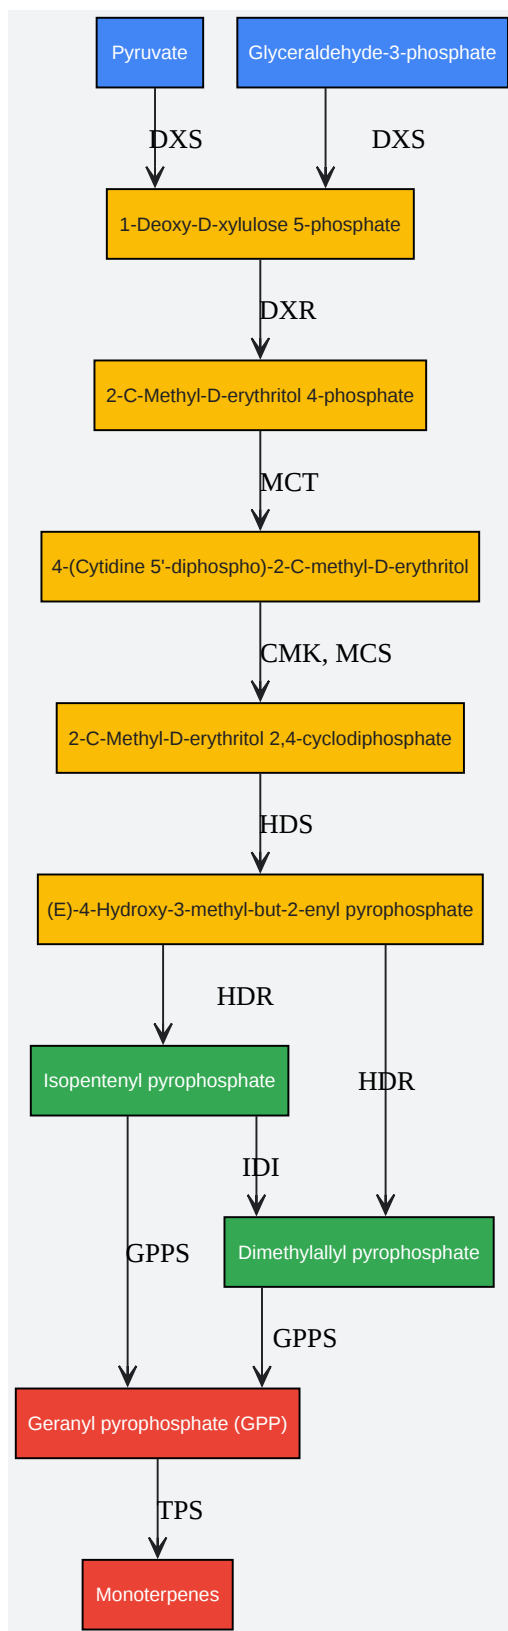 Pyruvate
Glyceraldehyde-3-phosphate
DXS
DXS
1-Deoxy-D-xylulose 5-phosphate
DXR
2-C-Methyl-D-erythritol 4-phosphate
MCT
4-(Cytidine 5'-diphospho)-2-C-methyl-D-erythritol
CMK, MCS
2-C-Methyl-D-erythritol 2,4-cyclodiphosphate
HDS
(E)-4-Hydroxy-3-methyl-but-2-enyl pyrophosphate
HDR
Isopentenyl pyrophosphate
HDR
IDI
Dimethylallyl pyrophosphate
GPPS
GPPS
Geranyl pyrophosphate (GPP)
TPS
Monoterpenes